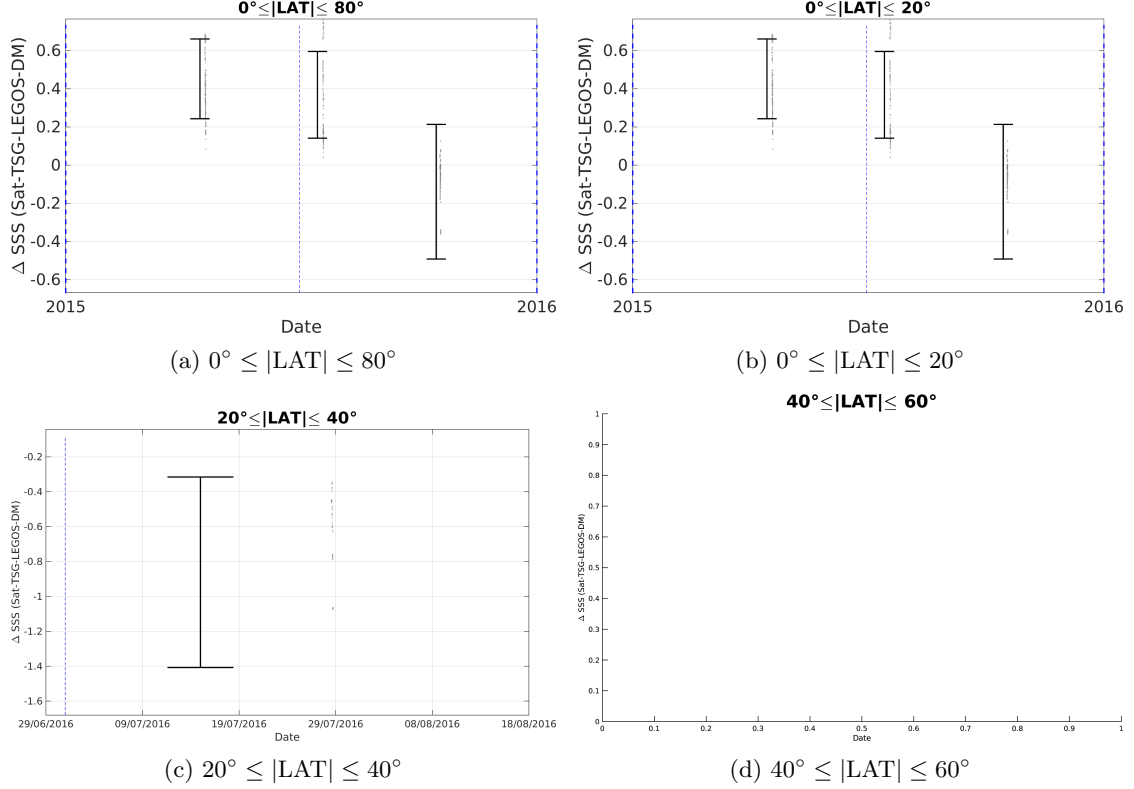 0°≤|LAT|≤ 80°
Δ SSS (Sat-TSG-LEGOS-DM)
0.6
0.4
0.2
0
-0.2
-0.4
-0.6
2015
2016
Date
(a) 0° ≤ |LAT| ≤ 80°
0°≤|LAT|≤ 20°
Δ SSS (Sat-TSG-LEGOS-DM)
0.6
0.4
0.2
0
-0.2
-0.4
-0.6
2015
2016
Date
(b) 0° ≤ |LAT| ≤ 20°
20°≤|LAT|≤ 40°
Δ SSS (Sat-TSG-LEGOS-DM)
-0.2
-0.4
-0.6
-0.8
-1
-1.2
-1.4
-1.6
29/06/2016 09/07/2016 19/07/2016 29/07/2016 08/08/2016 18/08/2016
Date
(c) 20° ≤ |LAT| ≤ 40°
40°≤|LAT|≤ 60°
Δ SSS (Sat-TSG-LEGOS-DM)
1
0.9
0.8
0.7
0.6
0.5
0.4
0.3
0.2
0.1
0
0 0.1 0.2 0.3 0.4 0.5 0.6 0.7 0.8 0.9 1
Date
(d) 40° ≤ |LAT| ≤ 60°